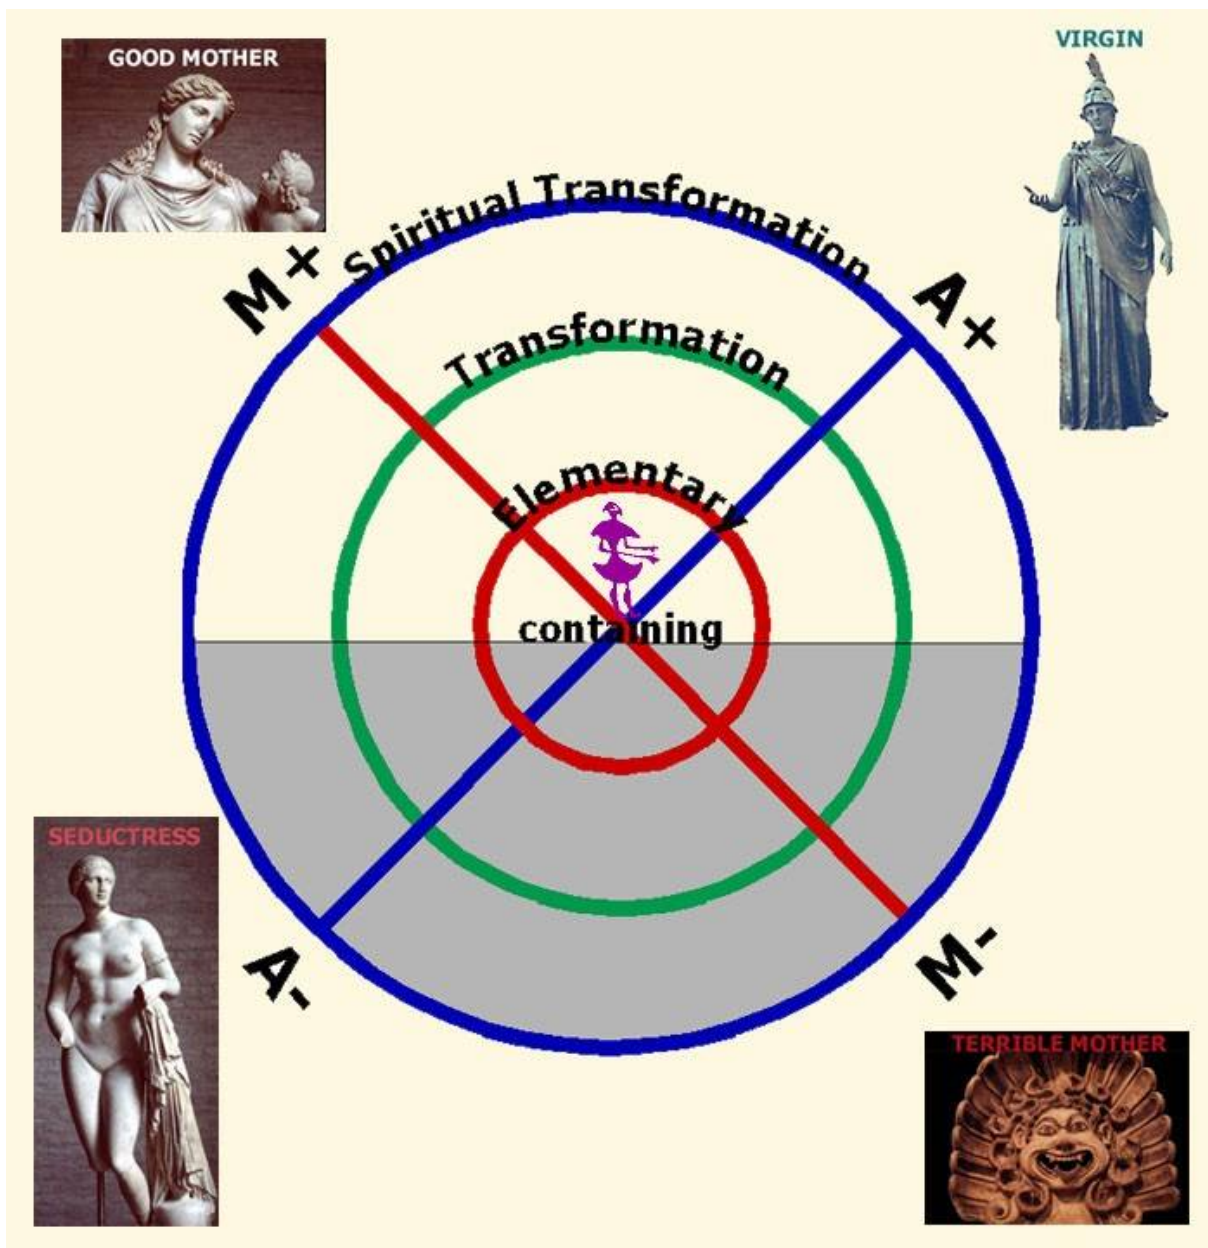 GOOD MOTHER
VIRGIN
Spiritual Transformation
M+
A+
Transformation
Elementary
containing
SEDUCTRESS
A-
M-
TERRIBLE MOTHER